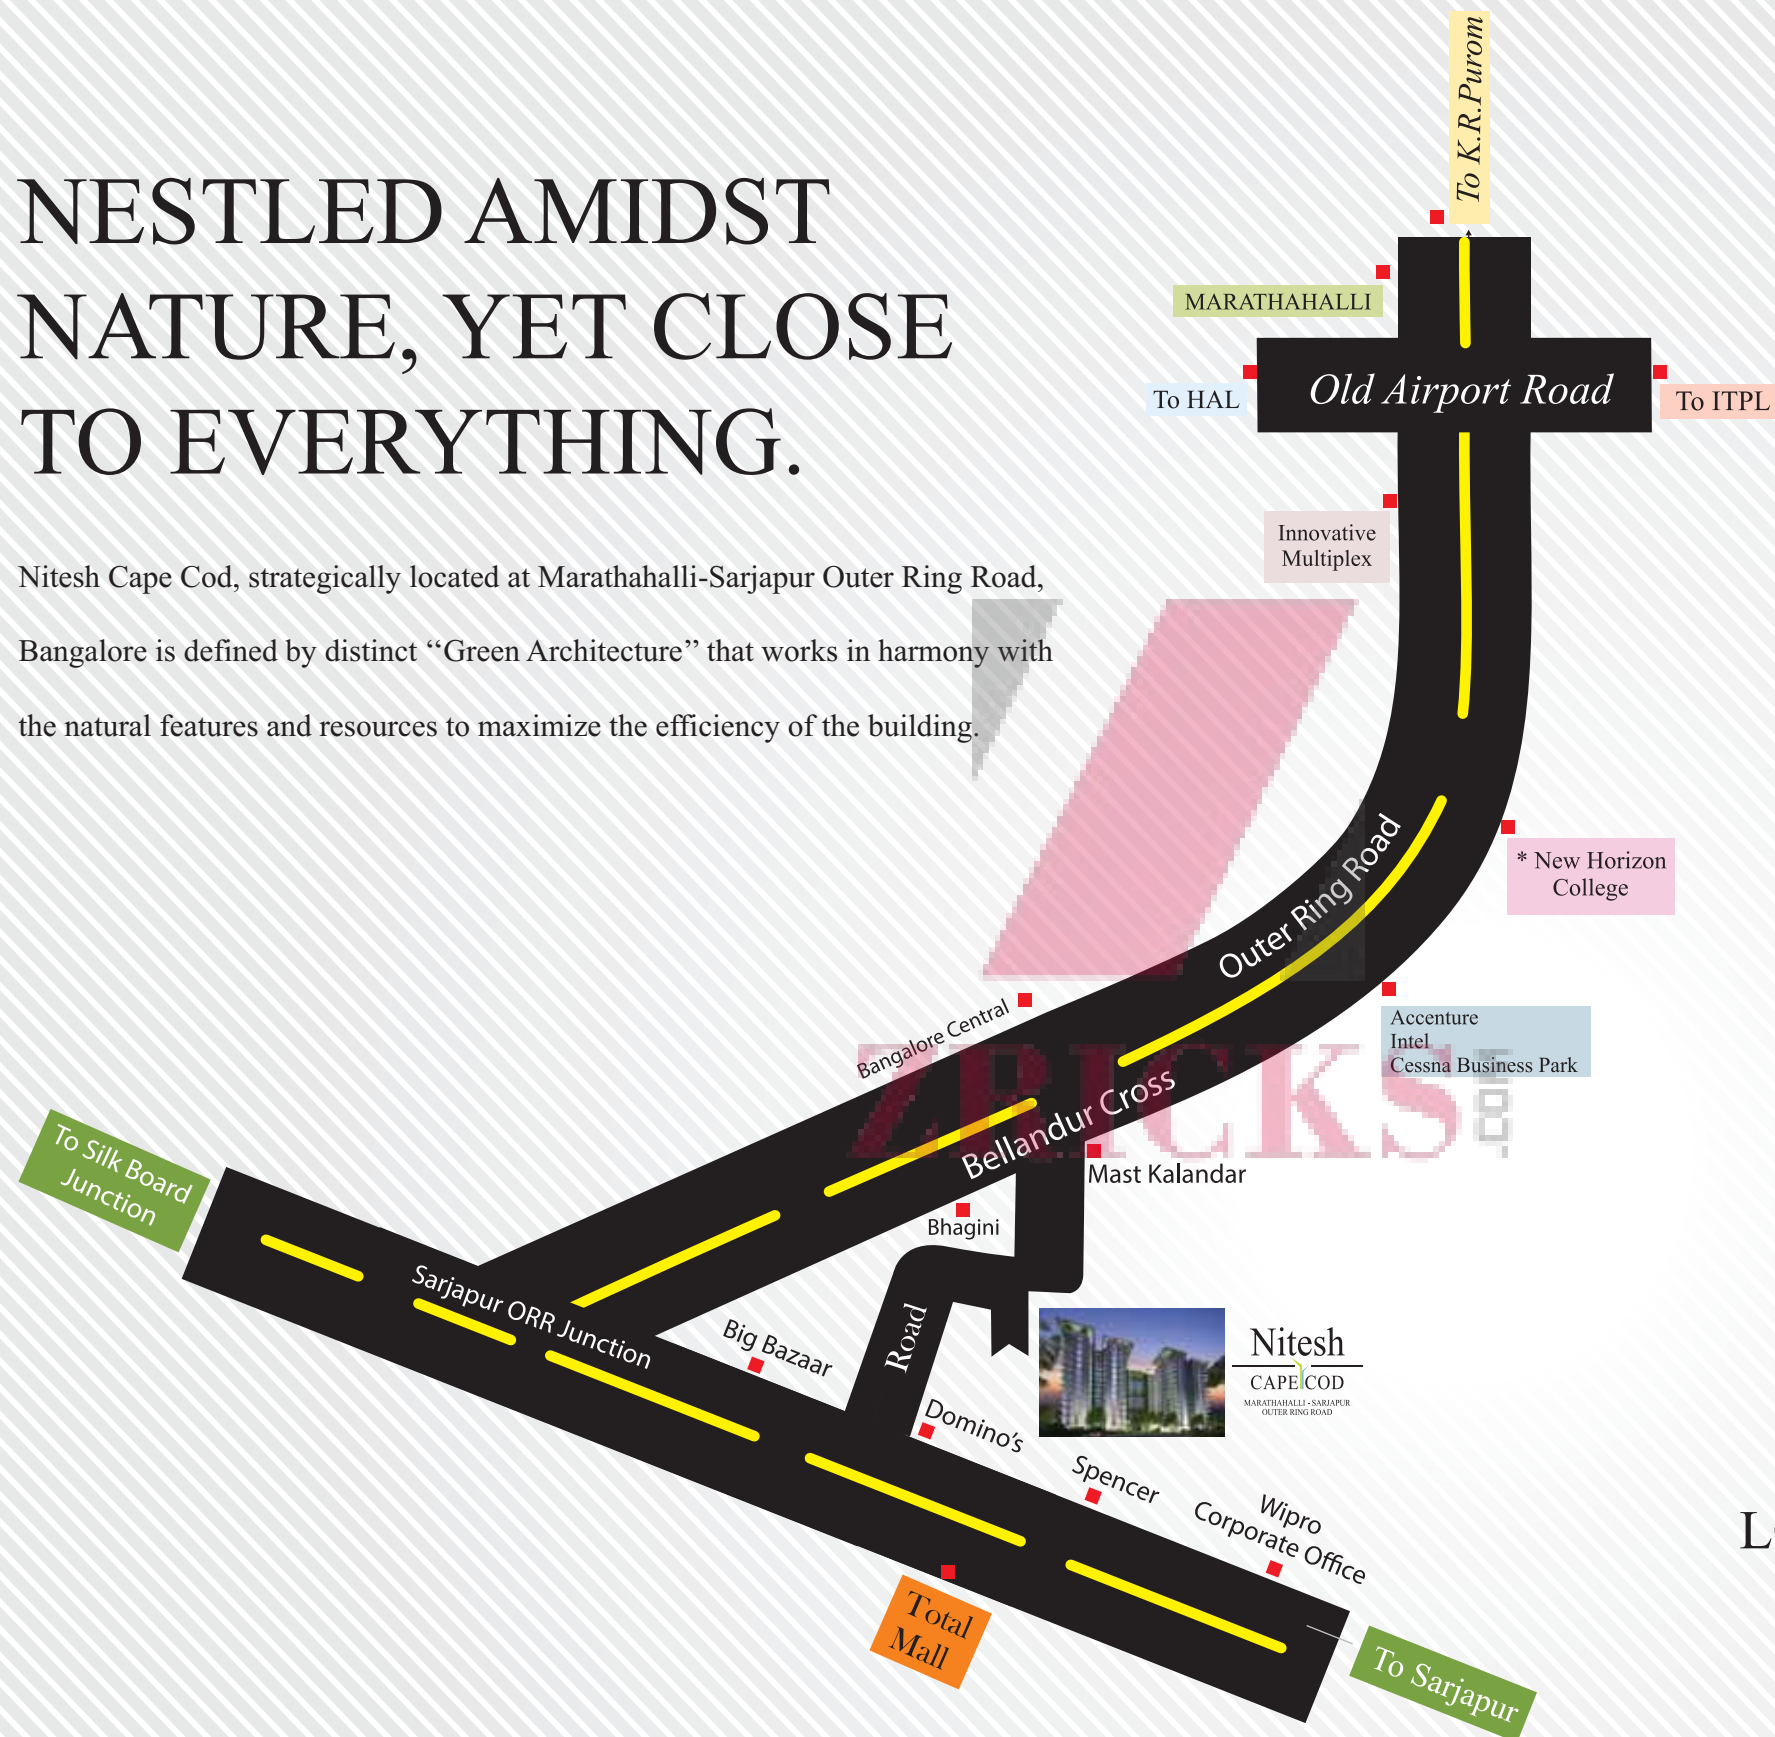 NESTLED AMIDST
NATURE, YET CLOSE
TO EVERYTHING.
Nitesh Cape Cod, strategically located at Marathahalli-Sarjapur Outer Ring Road,
Bangalore is defined by distinct “Green Architecture” that works in harmony with
the natural features and resources to maximize the efficiency of the building.
To K.R.Purom
MARATHAHALLI
To HAL
Old Airport Road
To ITPL
Innovative
Multiplex
Outer Ring Road
* New Horizon
College
Bangalore Central
Accenture
Intel
Cessna Business Park
ZRICKS
.COM
Bellandur Cross
Mast Kalandar
Bhagini
To Silk Board
Junction
Sarjapur ORR Junction
Big Bazaar
Road
Nitesh
CAPE COD
MARATHAHALLI - SARJAPUR
OUTER RING ROAD
Domino’s
Spencer
Wipro
Corporate Office
Total
Mall
To Sarjapur